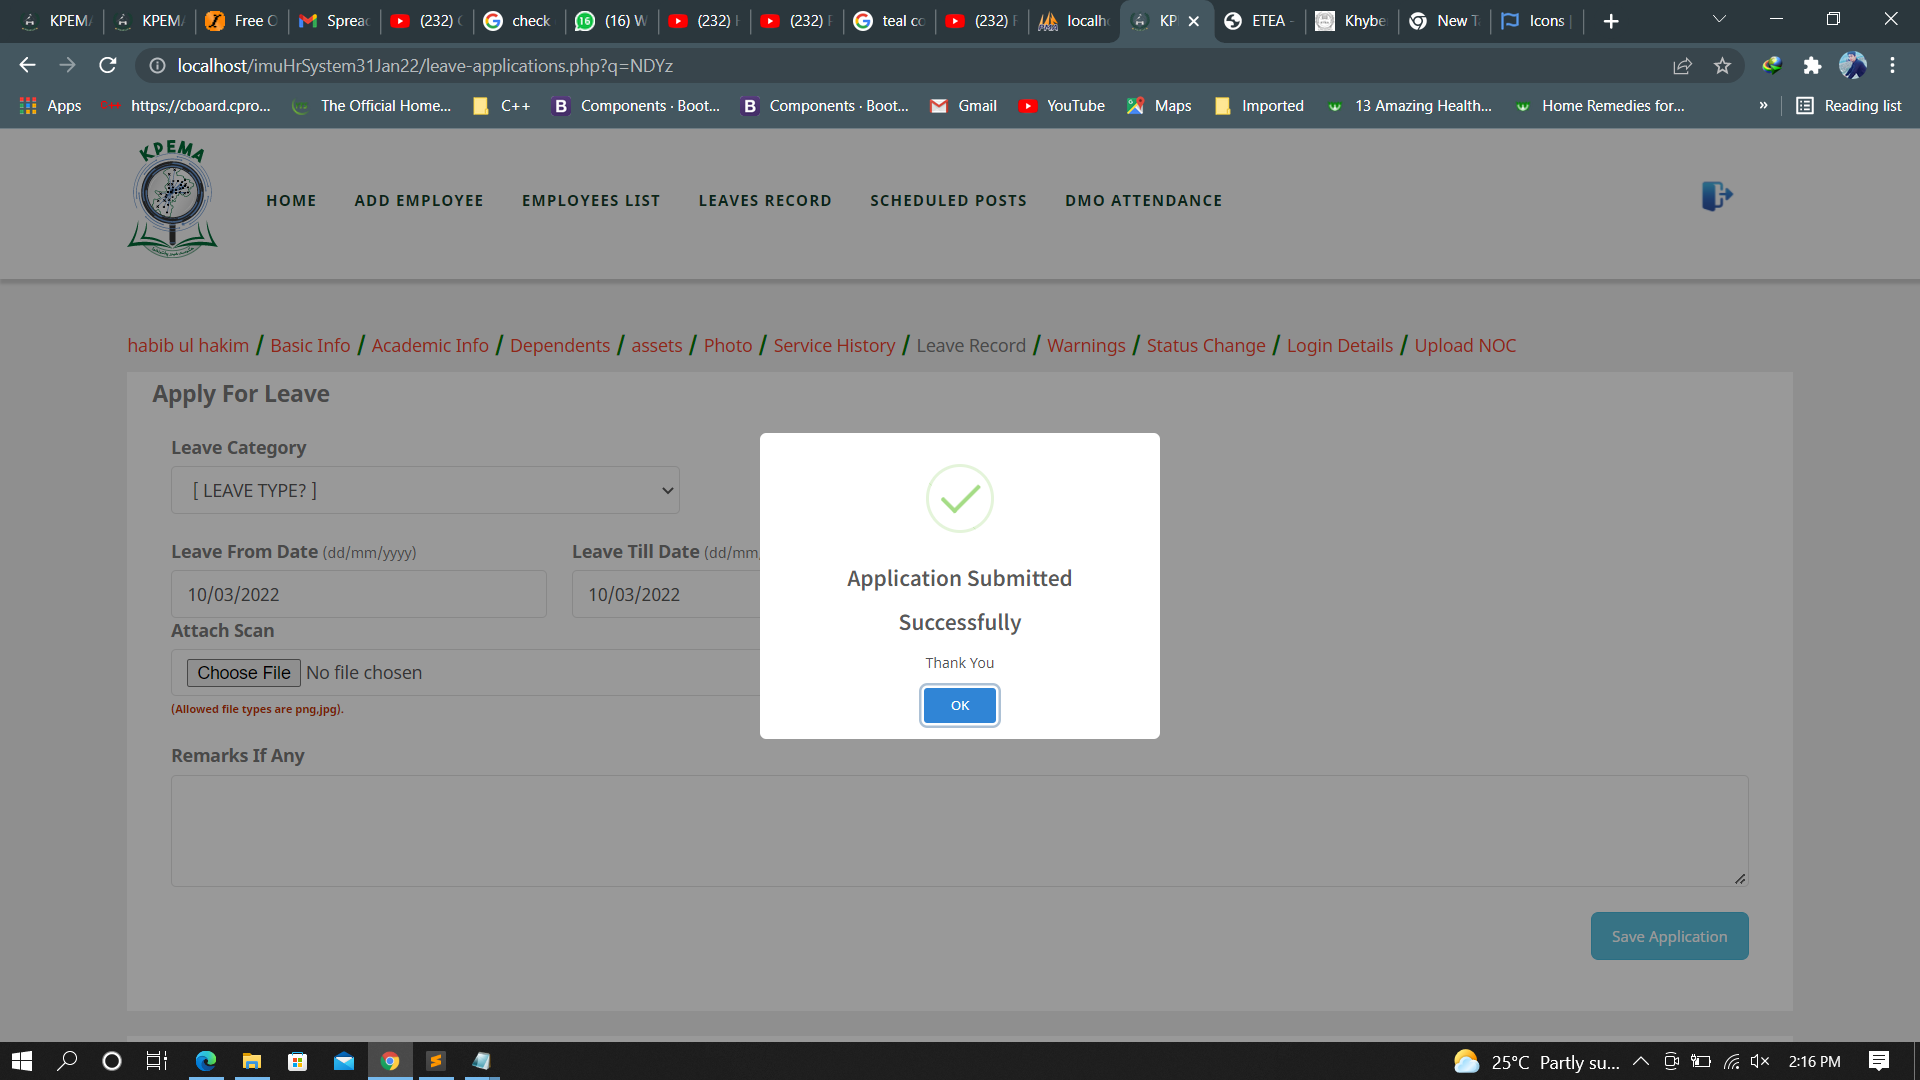 KPEMA
KPEMA
Free
Spread
(232)
check
(16) W
(232)
(232)
teal co
(232)
localho
KP
ETEA -
Khybe
New T
Icons |
localhost/imuHrSystem31Jan22/leave-applications.php?q=NDYz
Apps
https://cboard.cpro...
The Official Home...
C++
Components · Boot...
Components · Boot...
Gmail
YouTube
Maps
Imported
13 Amazing Health...
Home Remedies for...
»
Reading list
KPEMA
HOME
ADD EMPLOYEE
EMPLOYEES LIST
LEAVES RECORD
SCHEDULED POSTS
DMO ATTENDANCE
habib ul hakim / Basic Info / Academic Info / Dependents / assets / Photo / Service History / Leave Record / Warnings / Status Change / Login Details / Upload NOC
Apply For Leave
Leave Category
[ LEAVE TYPE? ]
Leave From Date (dd/mm/yyyy)
Leave Till Date (dd/mm
10/03/2022
10/03/2022
Attach Scan
Choose File No file chosen
(Allowed file types are png,jpg).
Remarks If Any
Save Application
Application Submitted
Successfully
Thank You
OK
25°C Partly su...
2:16 PM